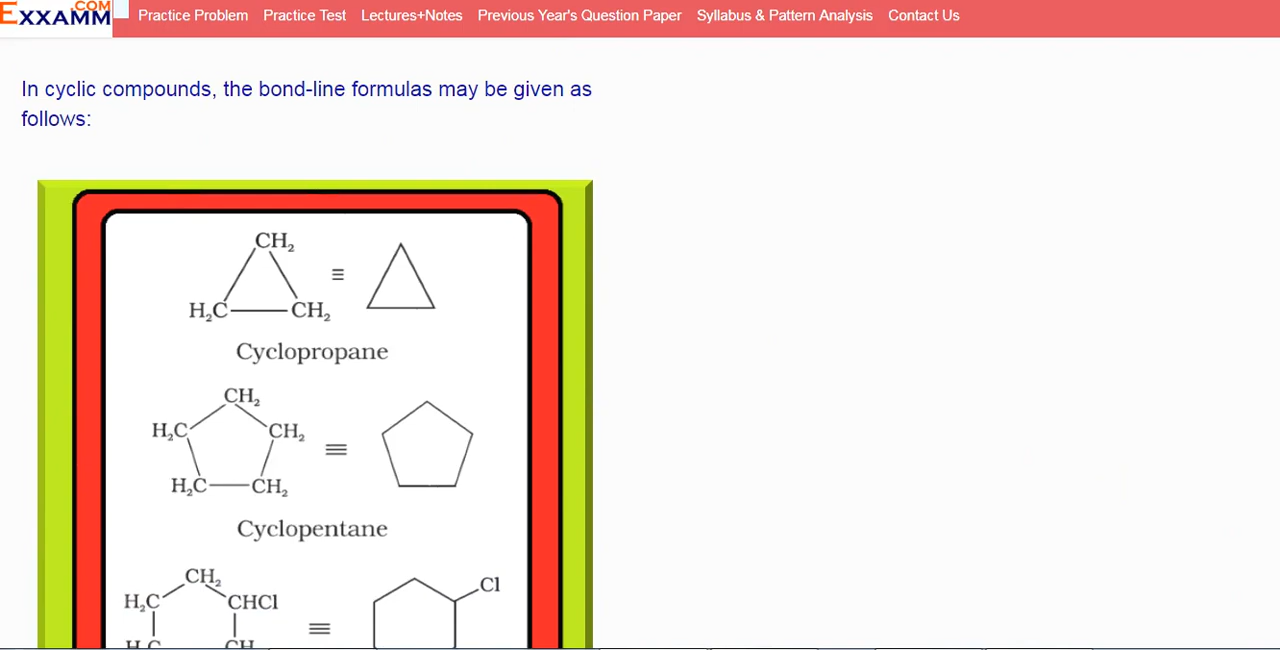 EXXAMM.COM Practice Problem Practice Test Lectures+Notes Previous Year's Question Paper Syllabus & Pattern Analysis Contact Us
In cyclic compounds, the bond-line formulas may be given as
follows:
CH₂
≡
H₂C CH₂
Cyclopropane
CH₂
H₂C CH₂
≡
H₂C CH₂
Cyclopentane
CH₂ Cl
H₂C CHCl
≡
H C CH